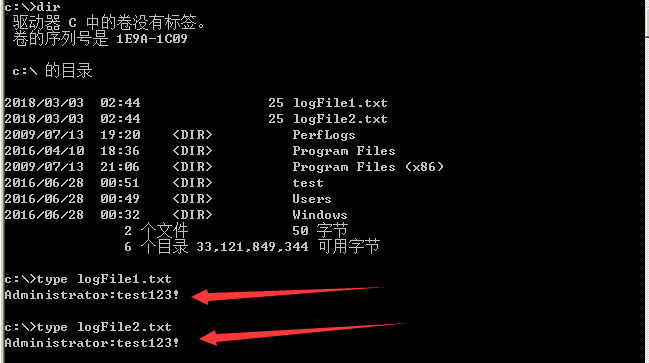 c:\>dir
驱动器 C 中的卷没有标签。
卷的序列号是 1E9A-1C09
c:\ 的目录
2018/03/03  02:44                25 logFile1.txt
2018/03/03  02:44                25 logFile2.txt
2009/07/13  19:20    <DIR>          PerfLogs
2016/04/10  18:36    <DIR>          Program Files
2009/07/13  21:06    <DIR>          Program Files (x86)
2016/06/28  00:51    <DIR>          test
2016/06/28  00:49    <DIR>          Users
2016/06/28  00:32    <DIR>          Windows
2 个文件             50 字节
6 个目录 33,121,849,344 可用字节
c:\>type logFile1.txt
Administrator:test123!
c:\>type logFile2.txt
Administrator:test123!